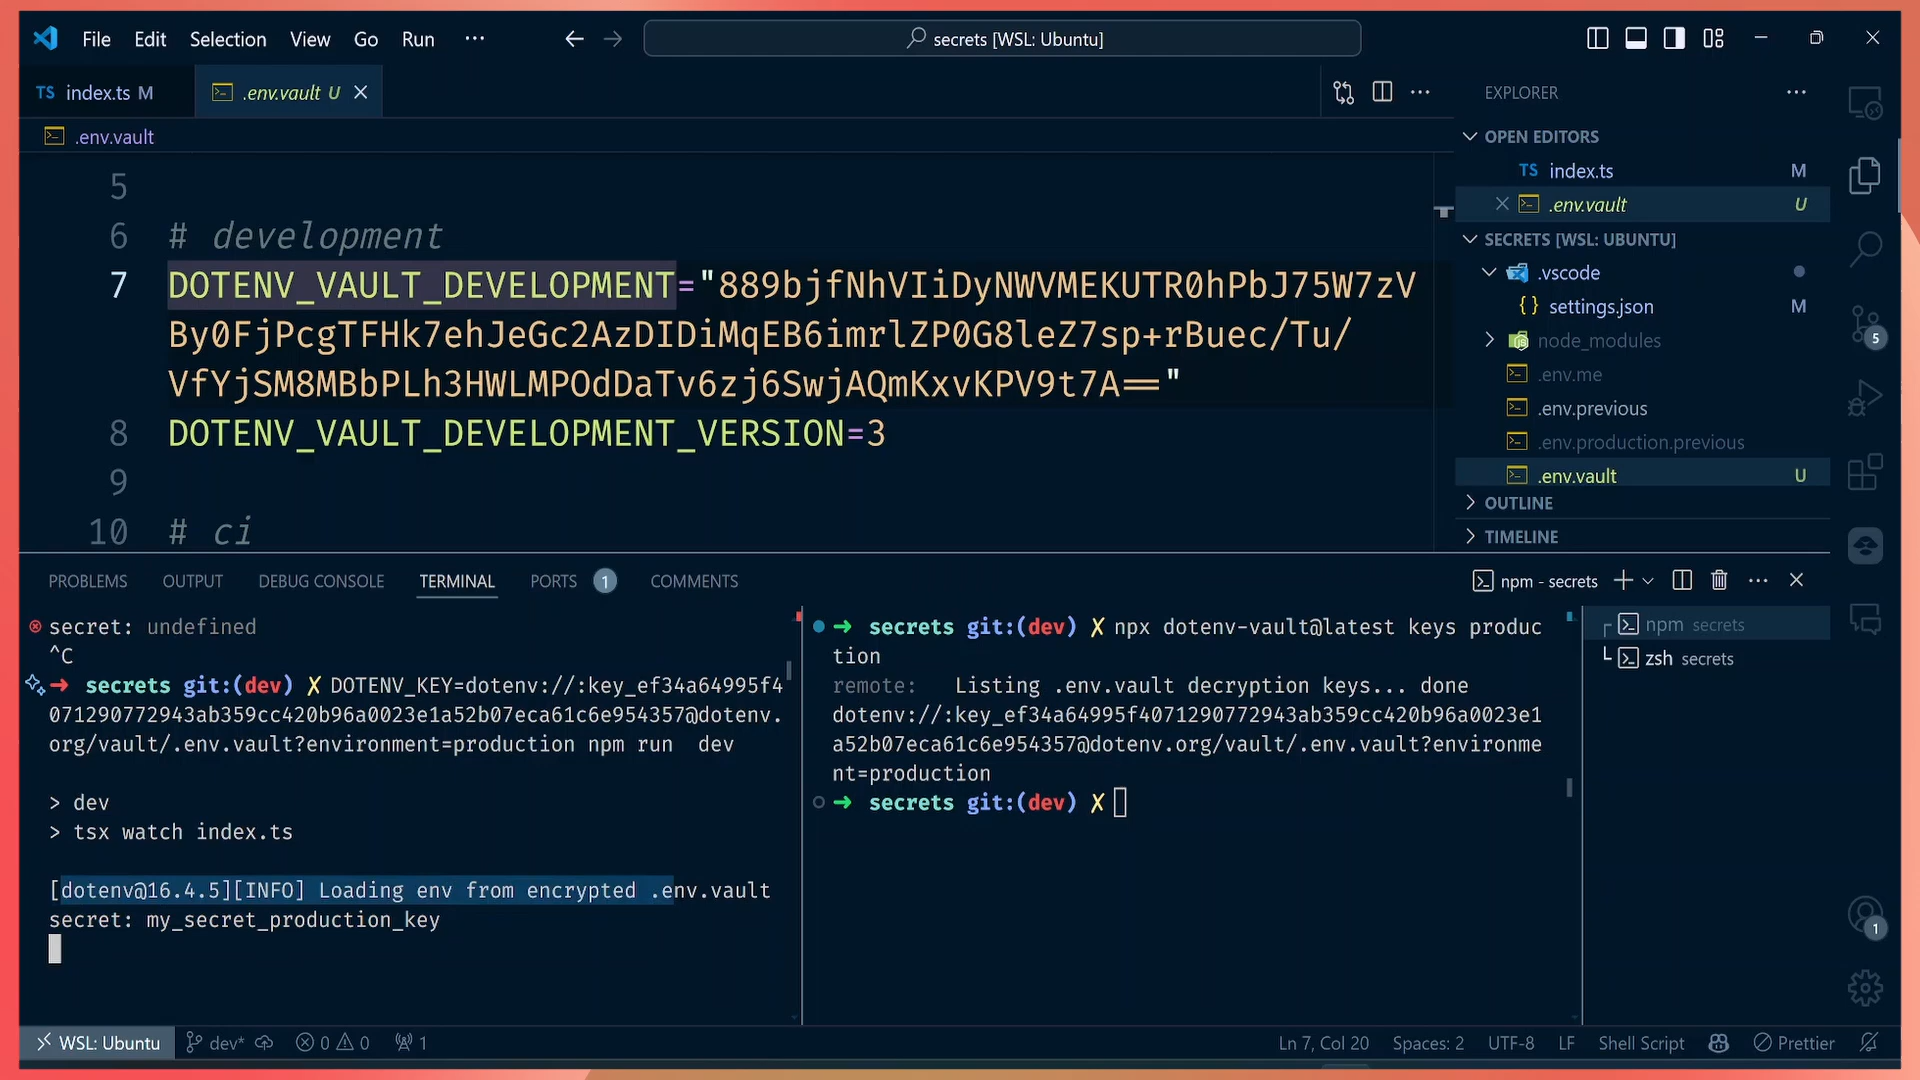 File Edit Selection View Go Run ···
secrets [WSL: Ubuntu]
TS index.ts M
.env.vault U
EXPLORER
.env.vault
OPEN EDITORS
TS index.ts M
.env.vault U
SECRETS [WSL: UBUNTU]
.vscode
{} settings.json M
node_modules
.env.me
.env.previous
.env.production.previous
.env.vault U
OUTLINE
TIMELINE
5
5
6 # development
7 DOTENV_VAULT_DEVELOPMENT="889bjfNhVIiDyNWVMEKUTR0hPbJ75W7zV
By0FjPcgTFHk7ehJeGc2AzDIDiMqEB6imrlZP0G8leZ7sp+rBuec/Tu/
VfYjSM8MBbPLh3HWLMPOdDaTv6zj6SwjAQmKxvKPV9t7A=="
8 DOTENV_VAULT_DEVELOPMENT_VERSION=3
9
10 # ci
PROBLEMS OUTPUT DEBUG CONSOLE TERMINAL PORTS 1 COMMENTS
npm - secrets
secret: undefined
^C
secrets git:(dev) ✗ DOTENV_KEY=dotenv://:key_ef34a64995f4
071290772943ab359cc420b96a0023e1a52b07eca61c6e954357@dotenv.
org/vault/.env.vault?environment=production npm run  dev
> dev
> tsx watch index.ts
[dotenv@16.4.5][INFO] Loading env from encrypted .env.vault
secret: my_secret_production_key
secrets git:(dev) ✗ npx dotenv-vault@latest keys produc
tion
remote:   Listing .env.vault decryption keys... done
dotenv://:key_ef34a64995f4071290772943ab359cc420b96a0023e1
a52b07eca61c6e954357@dotenv.org/vault/.env.vault?environme
nt=production
secrets git:(dev) ✗
npm secrets
zsh secrets
1
WSL: Ubuntu dev* 0 0 1
Ln 7, Col 20 Spaces: 2 UTF-8 LF Shell Script Prettier